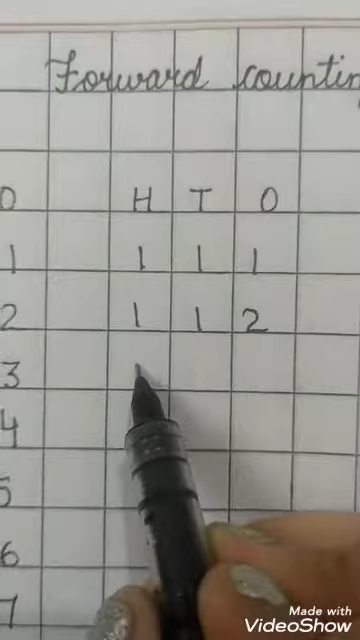 Forward countin
0 H T O
1 1 1 1
2 1 1 2
3
4
5
6
7
Made with
VideoShow